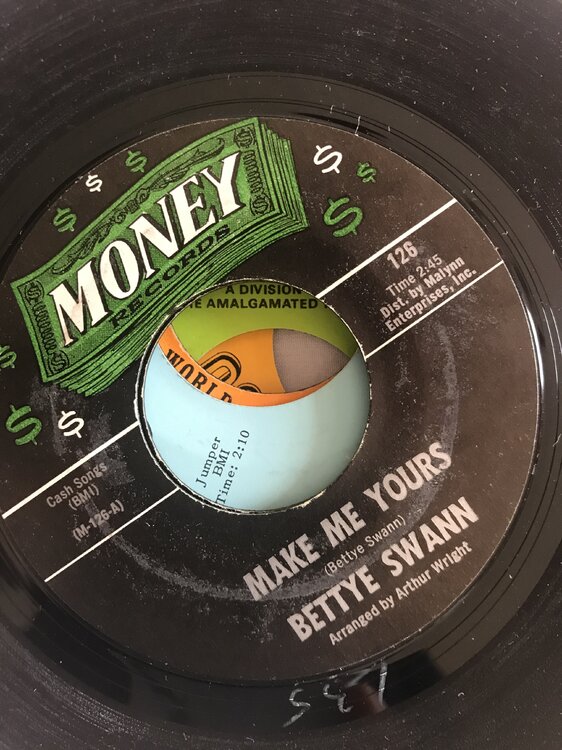 MONEY
RECORDS
126
Time 2:45
Dist. by Malynn
Enterprises, Inc.
Cash Songs
(BMI)
(M-126-A)
MAKE ME YOURS
(Bettye Swann)
BETTYE SWANN
Arranged by Arthur Wright
A DIVISION
AMALGAMATED
WORLD
Jumper
BMI
Time: 2:10